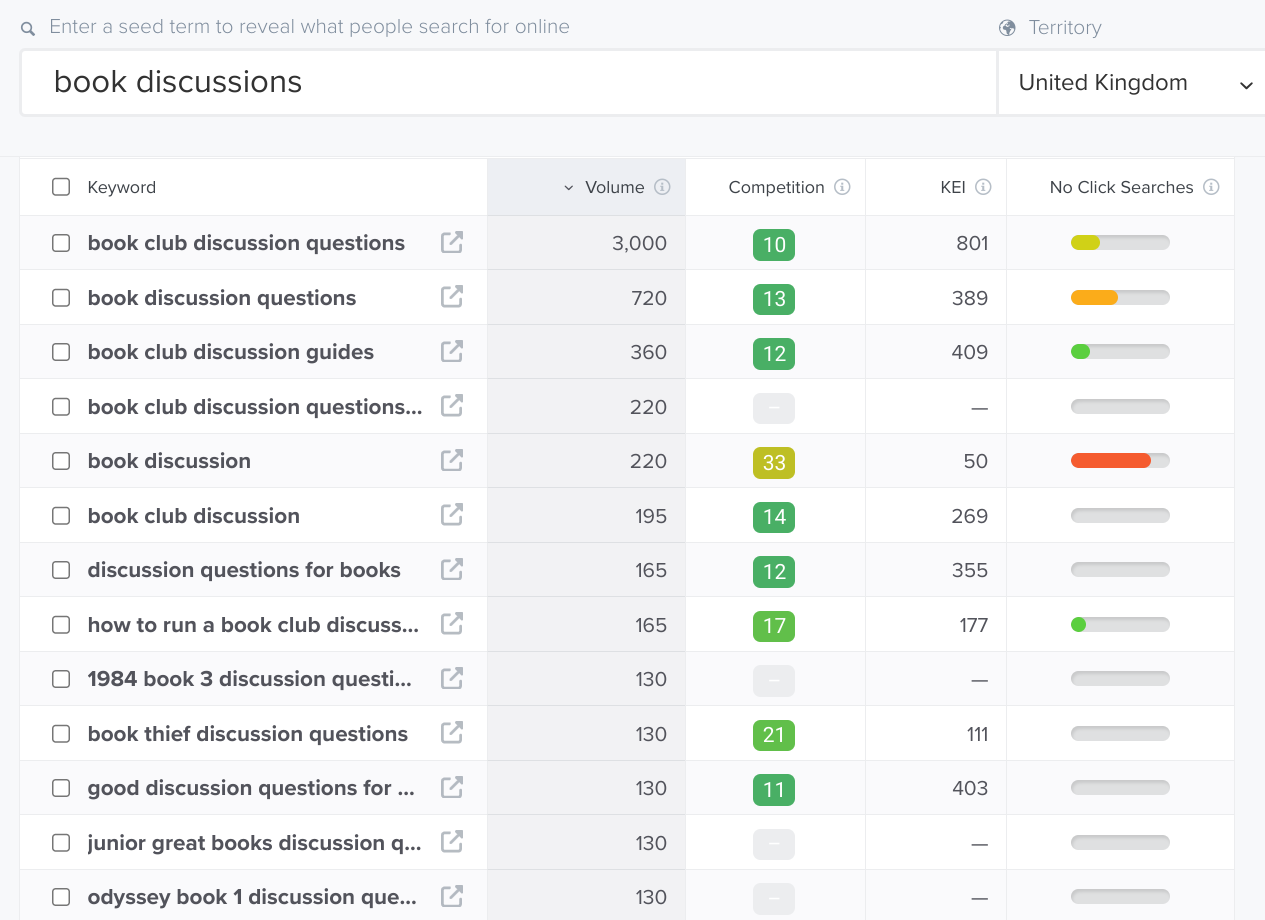 Enter a seed term to reveal what people search for online Territory
book discussions United Kingdom
Keyword Volume Competition KEI No Click Searches
book club discussion questions 3,000 10 801
book discussion questions 720 13 389
book club discussion guides 360 12 409
book club discussion questions... 220 – —
book discussion 220 33 50
book club discussion 195 14 269
discussion questions for books 165 12 355
how to run a book club discuss... 165 17 177
1984 book 3 discussion questi... 130 – —
book thief discussion questions 130 21 111
good discussion questions for ... 130 11 403
junior great books discussion q... 130 – —
odyssey book 1 discussion que... 130 – —